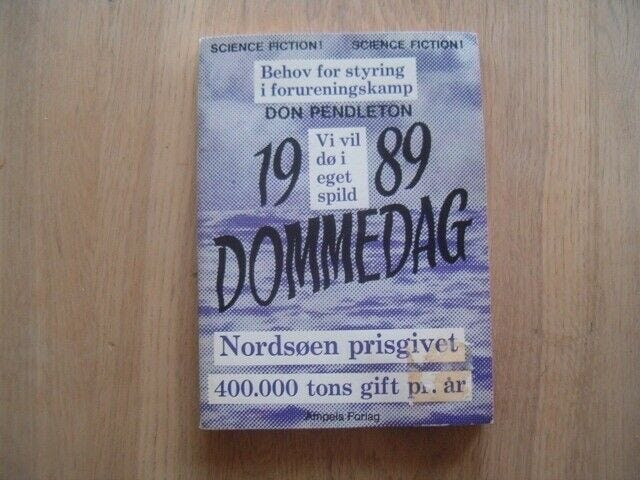 SCIENCE FICTION! SCIENCE FICTION!
Behov for styring
i forureningskamp
DON PENDLETON
19 89
Vi vil
dø i
eget
spild
DOMMEDAG
Nordsøen prisgivet
400.000 tons gift pr. år
Ampels Forlag